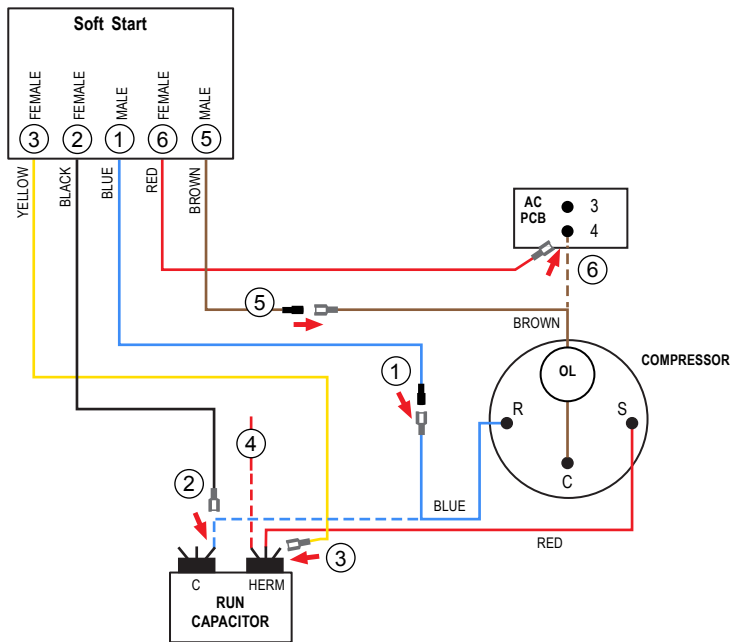 Soft Start
FEMALE
FEMALE
MALE
FEMALE
MALE
3
2
1
6
5
YELLOW
BLACK
BLUE
RED
BROWN
AC
PCB
3
4
6
5
BROWN
COMPRESSOR
OL
1
R
S
C
4
2
BLUE
RED
3
C
HERM
RUN
CAPACITOR